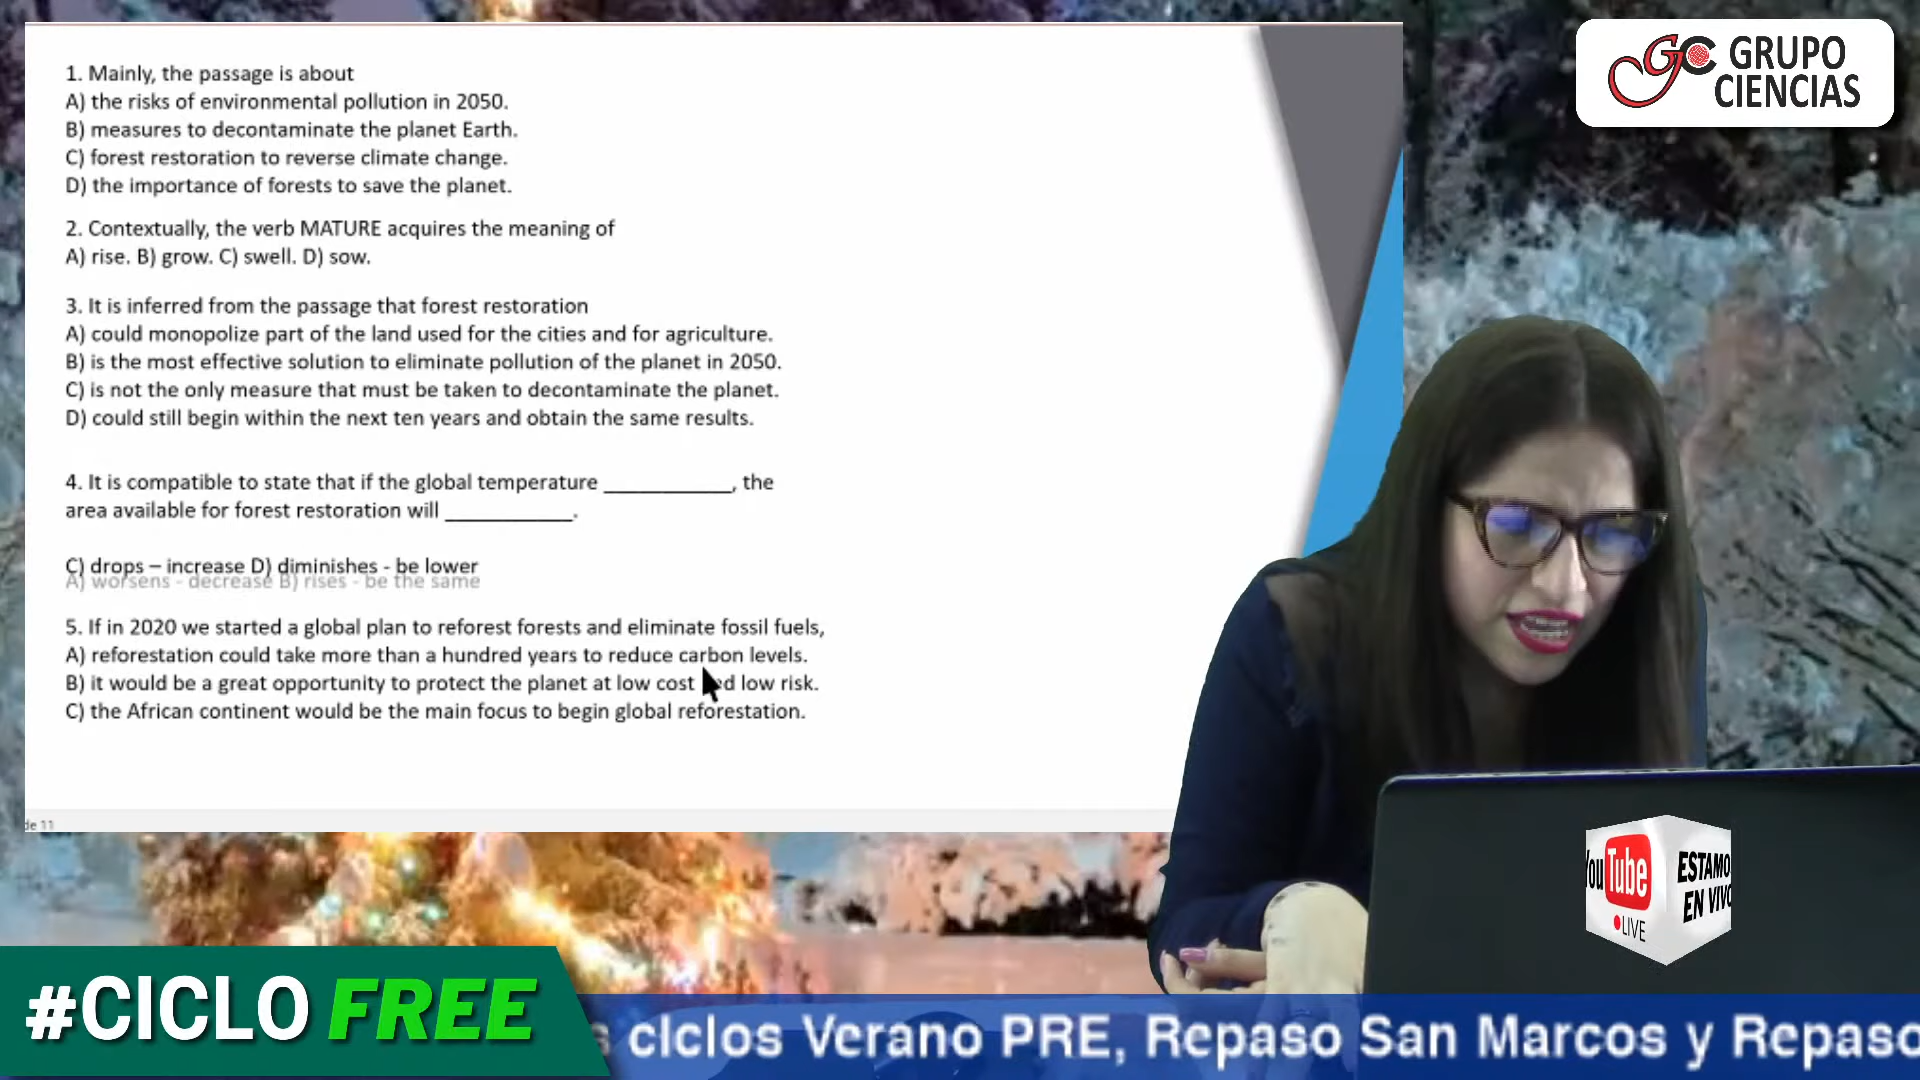 1. Mainly, the passage is about
A) the risks of environmental pollution in 2050.
B) measures to decontaminate the planet Earth.
C) forest restoration to reverse climate change.
D) the importance of forests to save the planet.
2. Contextually, the verb MATURE acquires the meaning of
A) rise. B) grow. C) swell. D) sow.
3. It is inferred from the passage that forest restoration
A) could monopolize part of the land used for the cities and for agriculture.
B) is the most effective solution to eliminate pollution of the planet in 2050.
C) is not the only measure that must be taken to decontaminate the planet.
D) could still begin within the next ten years and obtain the same results.
4. It is compatible to state that if the global temperature ___________, the
area available for forest restoration will ___________.
C) drops – increase D) diminishes - be lower
A) worsens - decrease B) rises - be the same
5. If in 2020 we started a global plan to reforest forests and eliminate fossil fuels,
A) reforestation could take more than a hundred years to reduce carbon levels.
B) it would be a great opportunity to protect the planet at low cost and low risk.
C) the African continent would be the main focus to begin global reforestation.
de 11
GC GRUPO
CIENCIAS
YouTube
LIVE
ESTAMO
EN VIVO
#CICLO FREE
s ciclos Verano PRE, Repaso San Marcos y Repaso